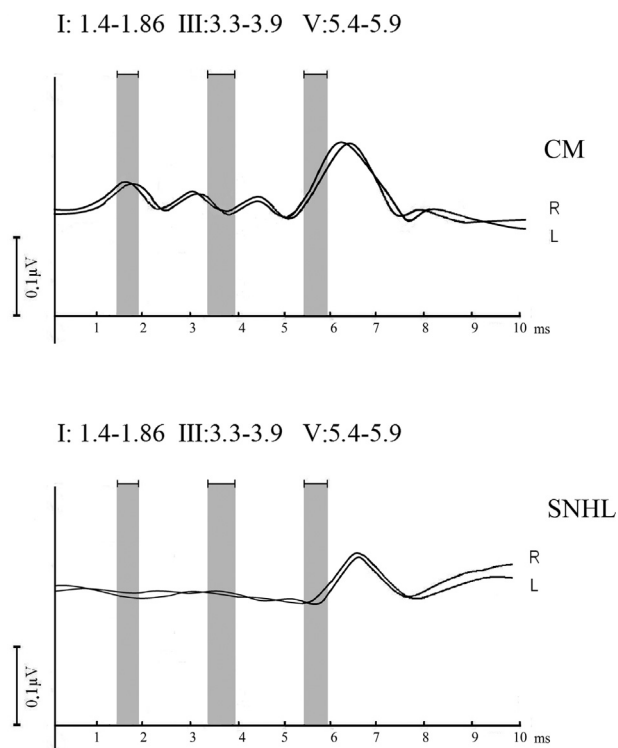 I: 1.4-1.86 III:3.3-3.9 V:5.4-5.9
CM
R
L
0.1μV
1 2 3 4 5 6 7 8 9 10 ms
I: 1.4-1.86 III:3.3-3.9 V:5.4-5.9
SNHL
R
L
0.1μV
1 2 3 4 5 6 7 8 9 10 ms